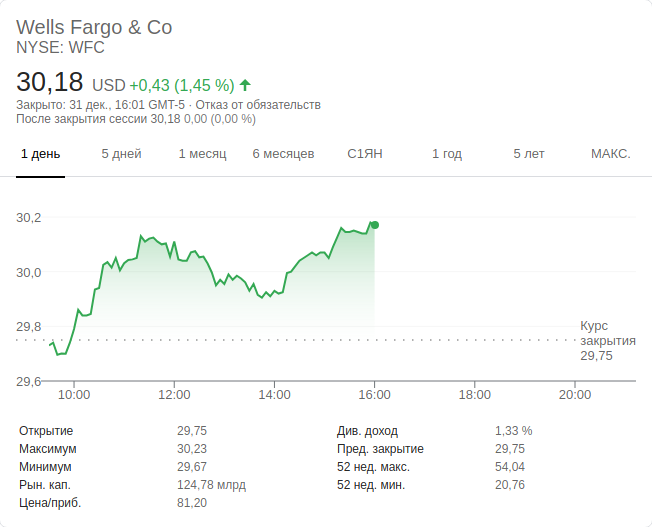 Wells Fargo & Co
NYSE: WFC
30,18 USD +0,43 (1,45 %)
Закрыто: 31 дек., 16:01 GMT-5 · Отказ от обязательств
После закрытия сессии 30,18 0,00 (0,00 %)
1 день 5 дней 1 месяц 6 месяцев С1ЯН 1 год 5 лет МАКС.
30,2
30,0
29,8
29,6
Курс
закрытия
29,75
10:00 12:00 14:00 16:00 18:00 20:00
Открытие 29,75 Див. доход 1,33 %
Максимум 30,23 Пред. закрытие 29,75
Минимум 29,67 52 нед. макс. 54,04
Рын. кап. 124,78 млрд 52 нед. мин. 20,76
Цена/приб. 81,20